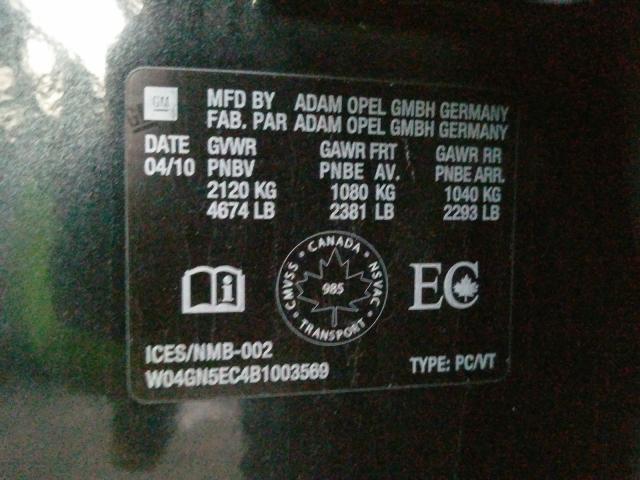 GM
MFD BY ADAM OPEL GMBH GERMANY
FAB. PAR ADAM OPEL GMBH GERMANY
DATE GVWR GAWR FRT GAWR RR
04/10 PNBV PNBE AV. PNBE ARR.
2120 KG 1080 KG 1040 KG
4674 LB 2381 LB 2293 LB
CANADA
CMVSS 985 NSVAC
TRANSPORT
i
EC
ICES/NMB-002
W04GN5EC4B1003569
TYPE: PC/VT